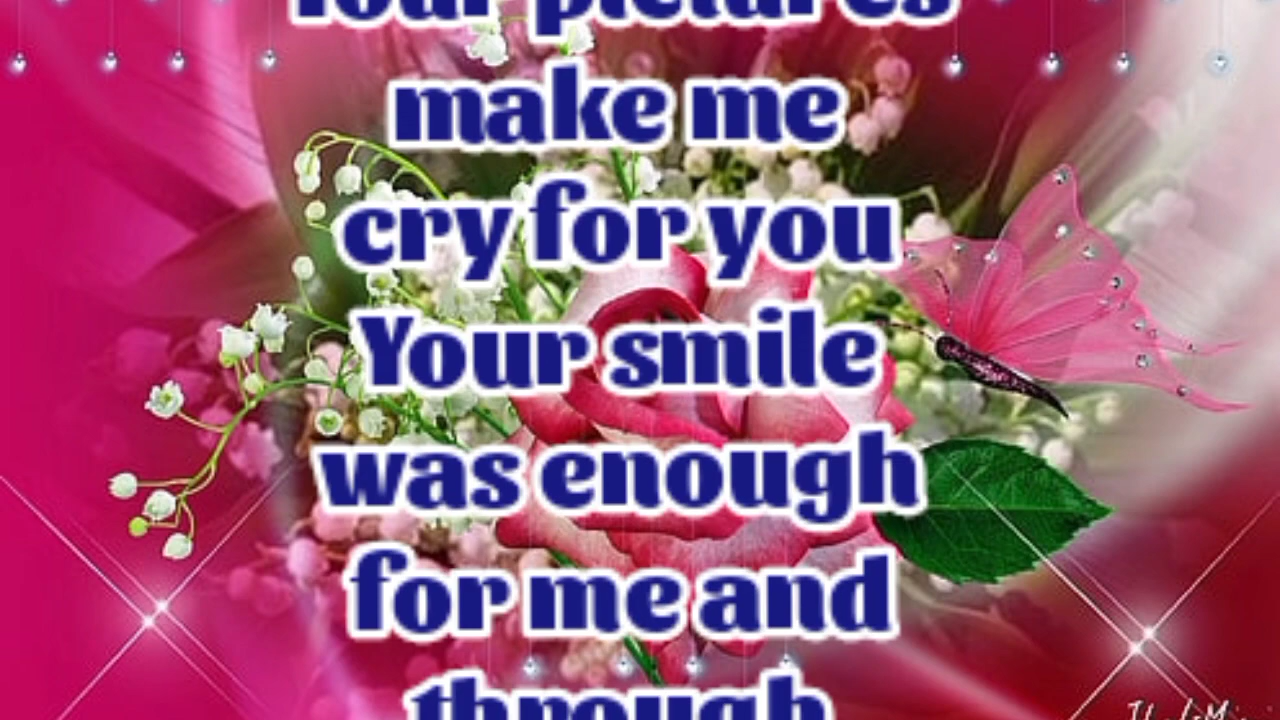 Your pictures
make me
cry for you
Your smile
was enough
for me and
through